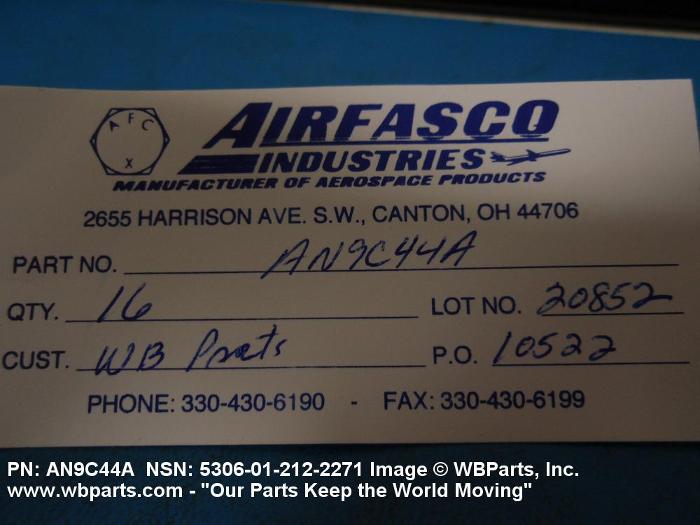 A F C
X
AIRFASCO
INDUSTRIES
MANUFACTURER OF AEROSPACE PRODUCTS
2655 HARRISON AVE. S.W., CANTON, OH 44706
PART NO. AN9C44A
QTY. 16 LOT NO. 20852
CUST. WB Prats P.O. 10522
PHONE: 330-430-6190 - FAX: 330-430-6199
PN: AN9C44A NSN: 5306-01-212-2271 Image © WBParts, Inc.
www.wbparts.com - "Our Parts Keep the World Moving"